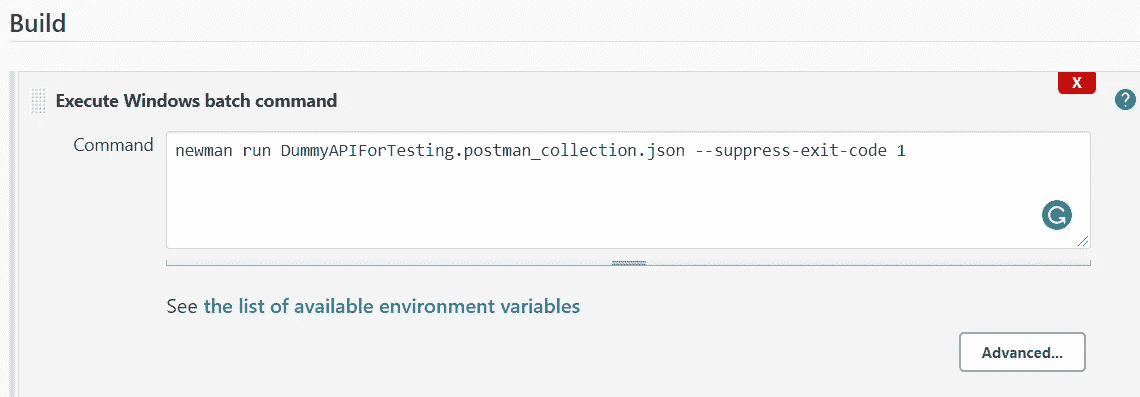 Build
X
Execute Windows batch command
?
Command
newman run DummyAPIForTesting.postman_collection.json --suppress-exit-code 1
G
See the list of available environment variables
Advanced...